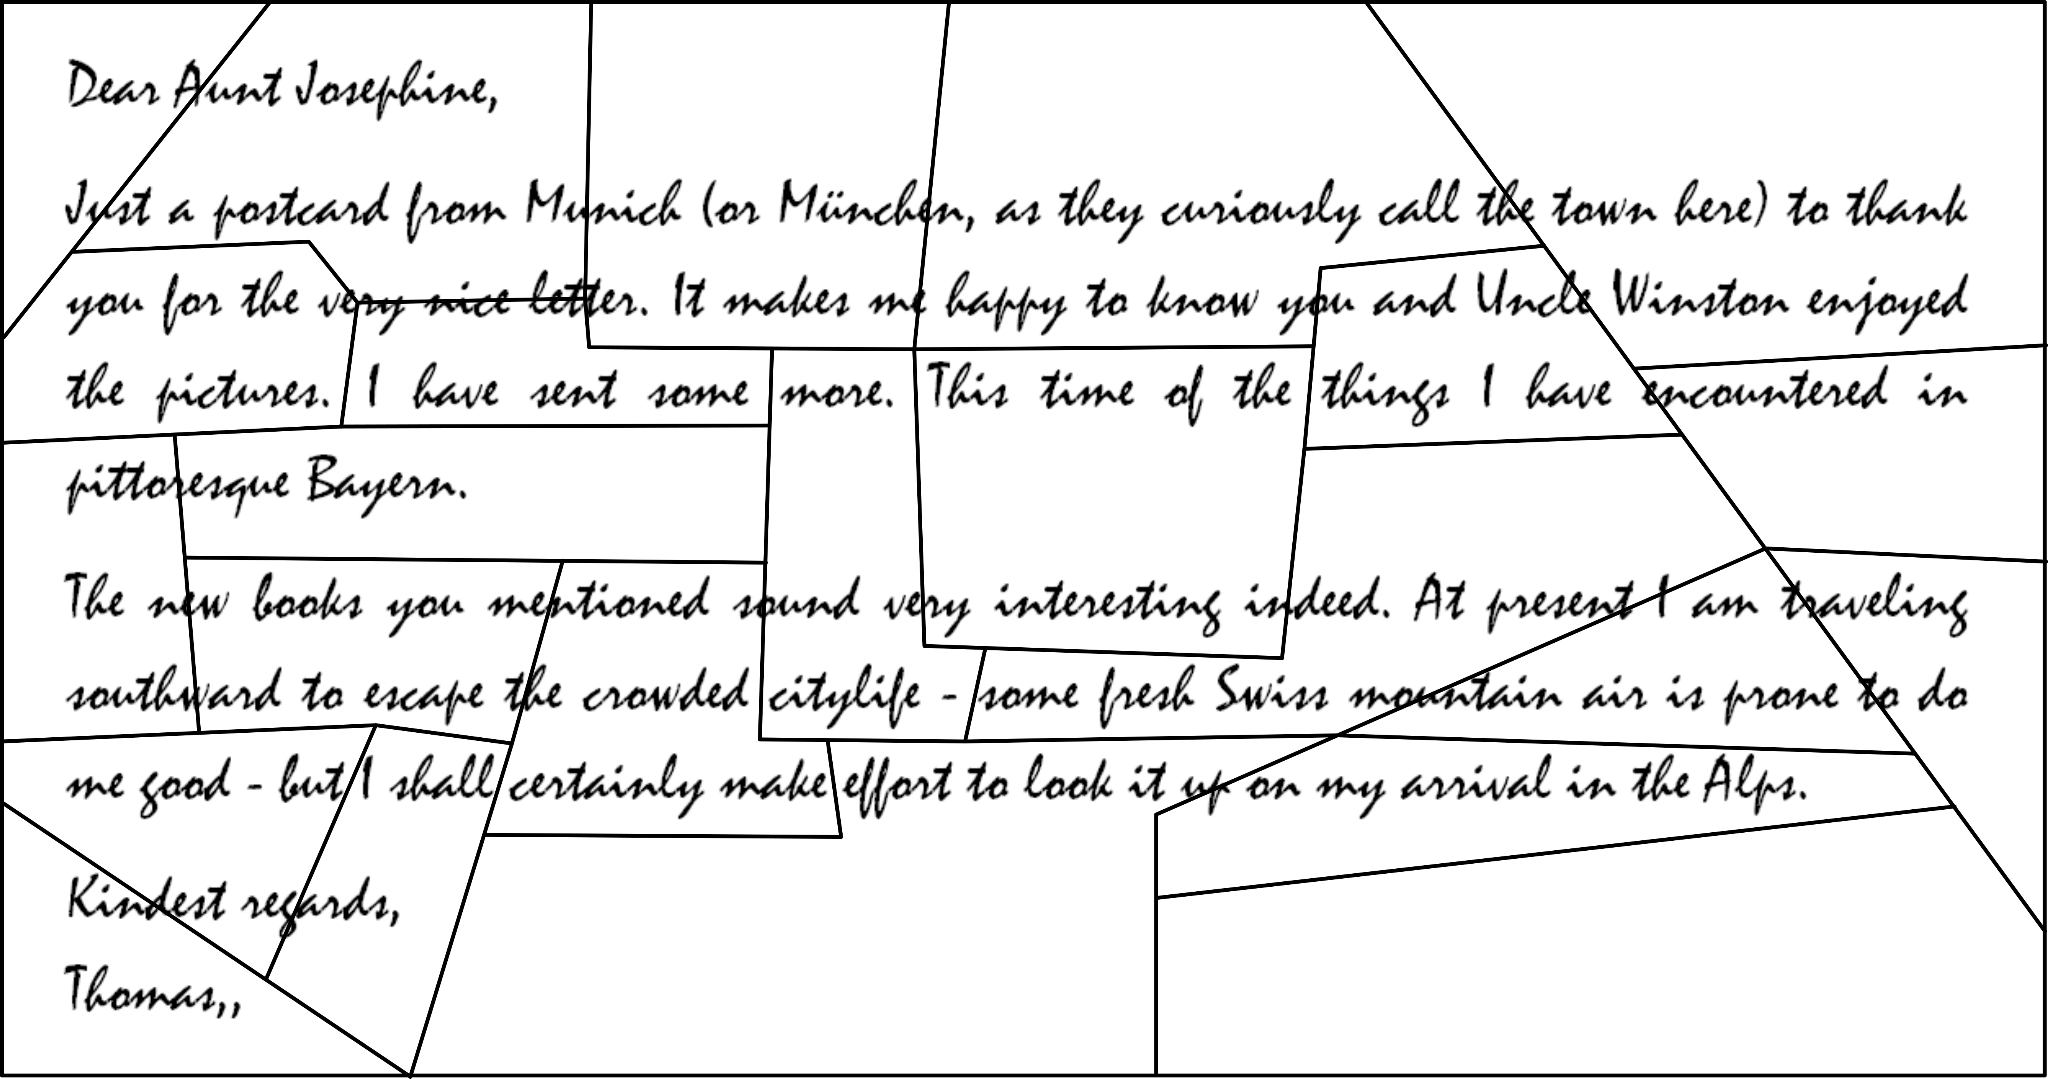 Dear Aunt Josephine,
Just a postcard from Munich (or München, as they curiously call the town here) to thank
you for the very nice letter. It makes me happy to know you and Uncle Winston enjoyed
the pictures. I have sent some more. This time of the things I have encountered in
pittoresque Bayern.
The new books you mentioned sound very interesting indeed. At present I am traveling
southward to escape the crowded citylife - some fresh Swiss mountain air is prone to do
me good - but I shall certainly make effort to look it up on my arrival in the Alps.
Kindest regards,
Thomas,,